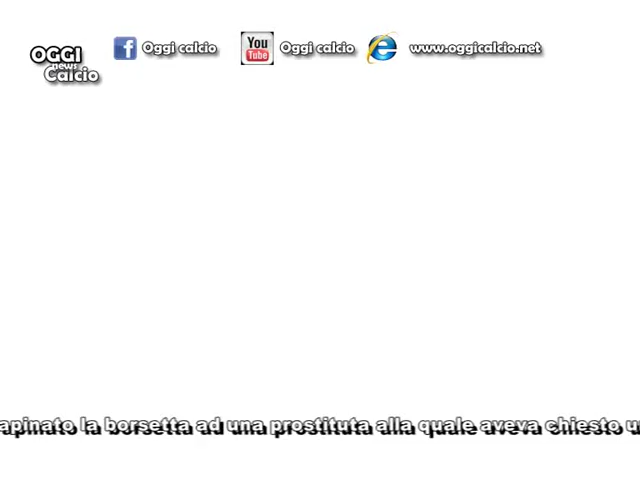 OGGI
news
Calcio
Oggi calcio
You
Tube
Oggi calcio
www.oggicalcio.net
apinato la borsetta ad una prostituta alla quale aveva chiesto u